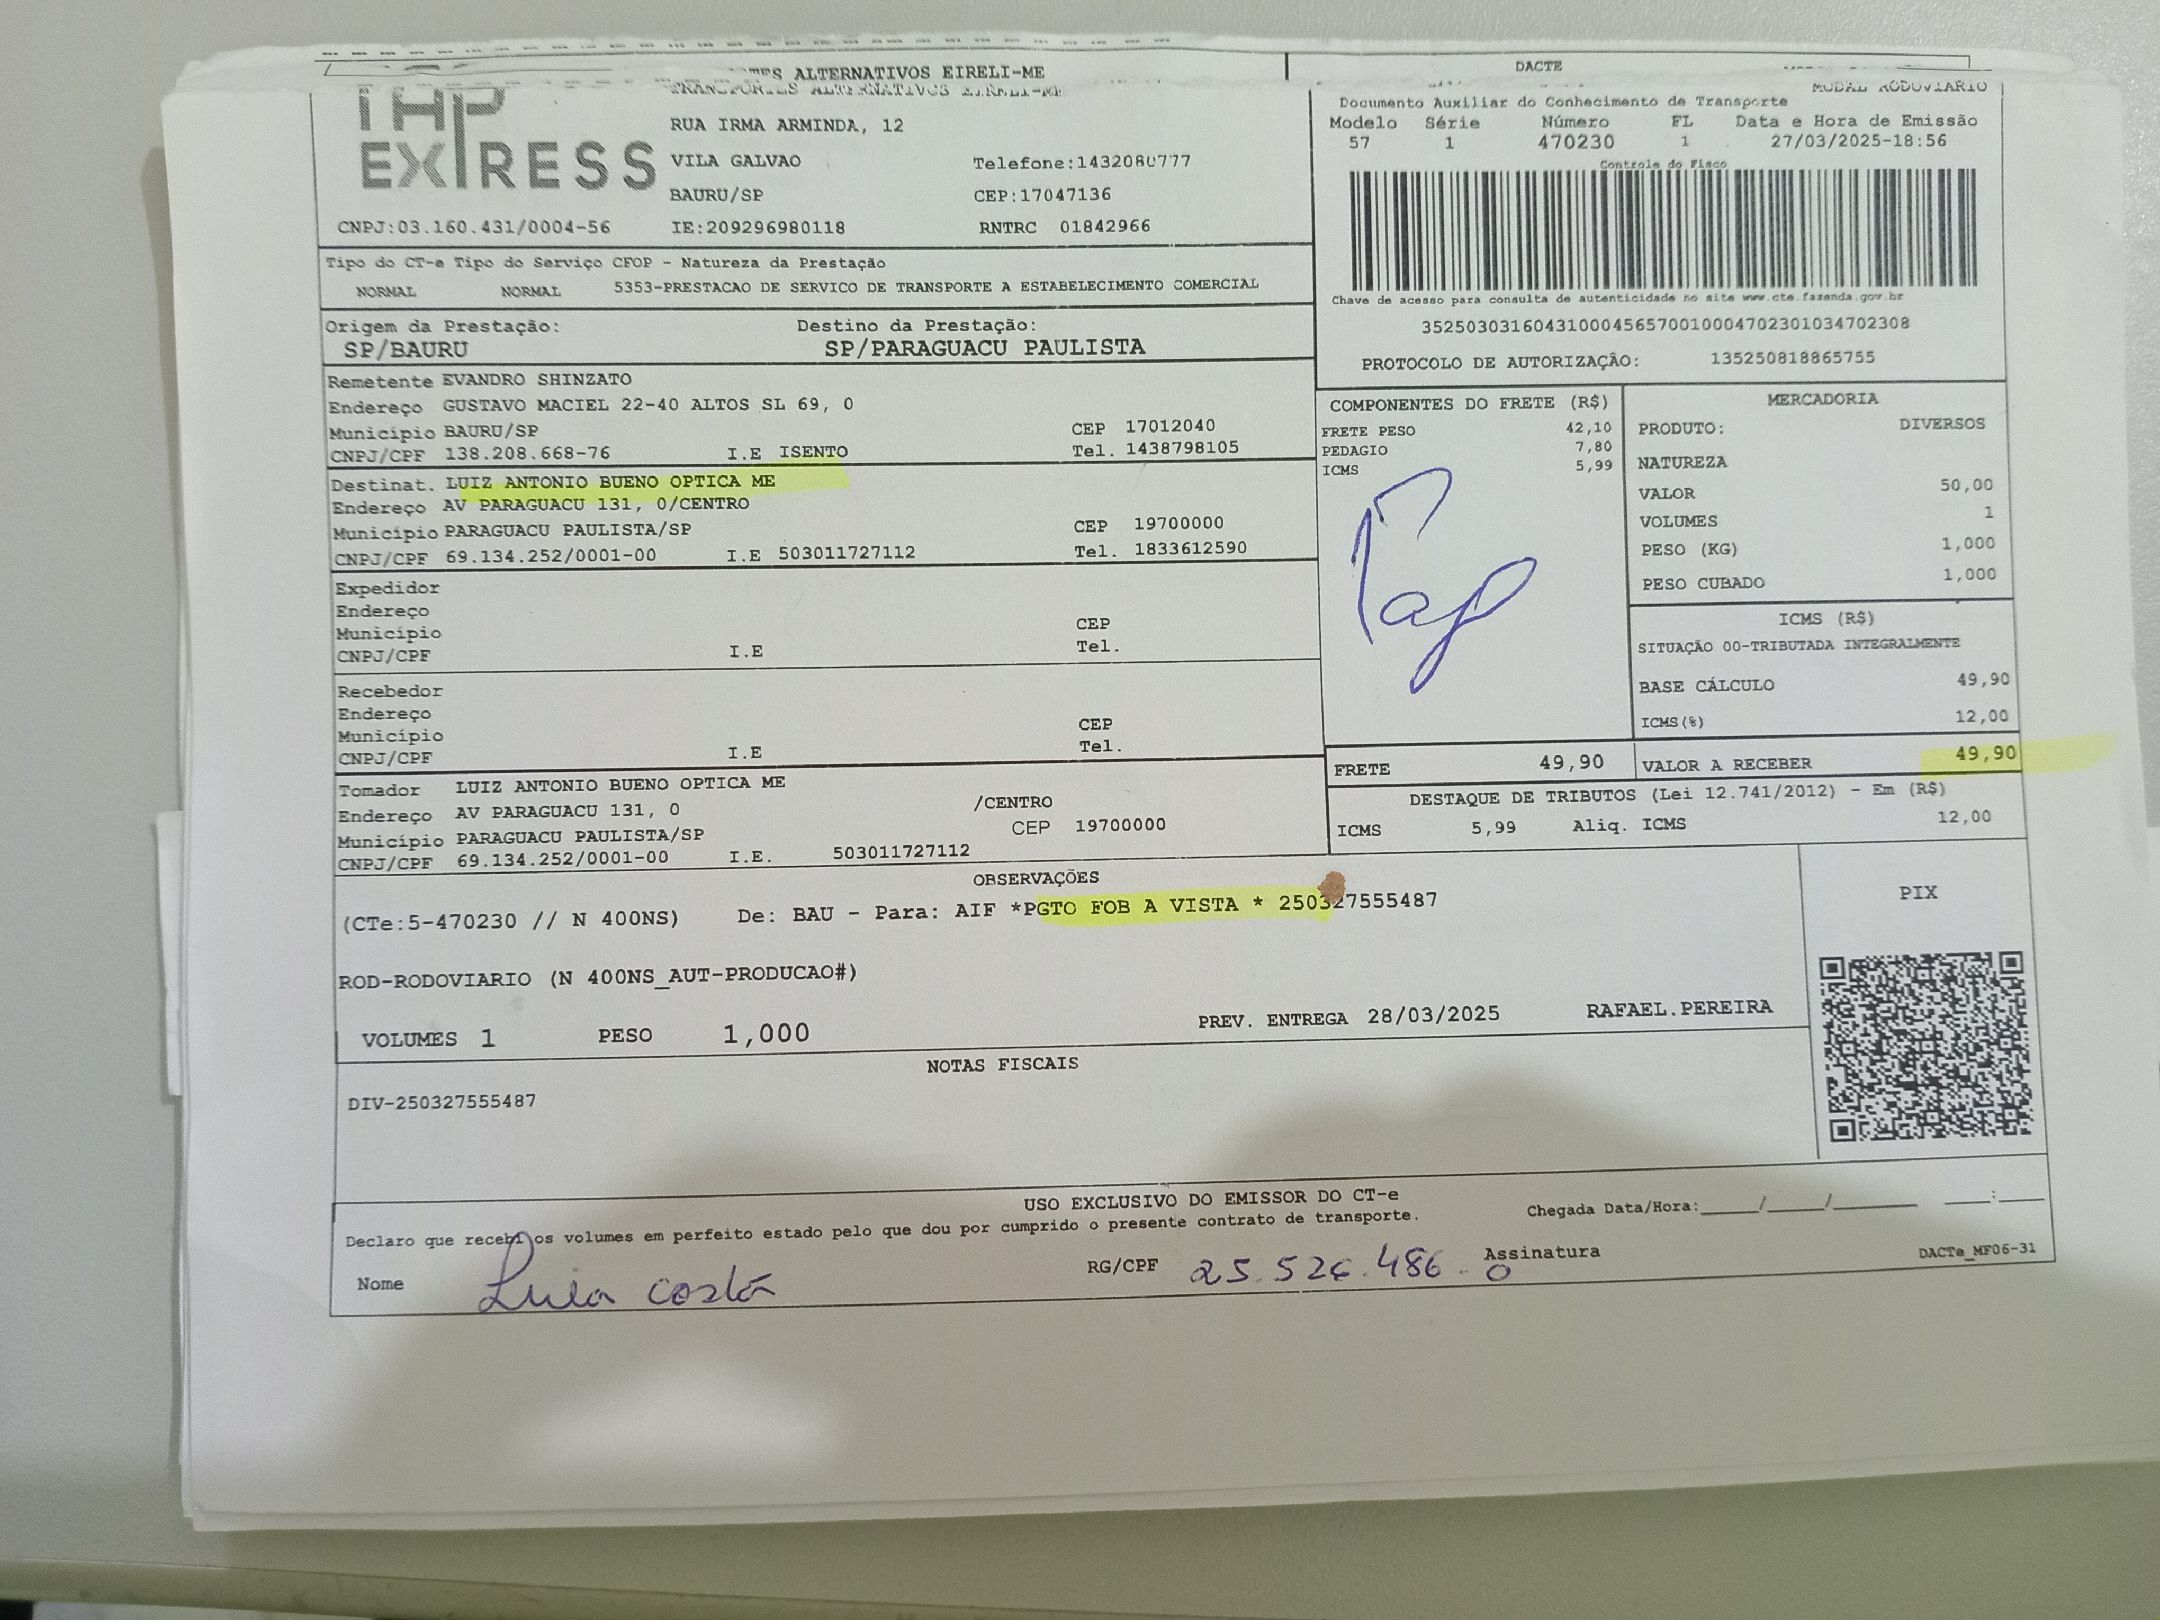 ALTERNATIVOS EIRELI-ME
TRANSPORTES ALTERNATIVOS EIRELI-ME
EXPRESS
RUA IRMA ARMINDA, 12
VILA GALVAO Telefone:1432080777
BAURU/SP CEP:17047136
CNPJ:03.160.431/0004-56 IE:209296980118 RNTRC 01842966
DACTE
MODAL RODOVIARIO
Documento Auxiliar do Conhecimento de Transporte
Modelo Série Número FL Data e Hora de Emissão
57 1 470230 1 27/03/2025-18:56
Controle do Fisco
Chave de acesso para consulta de autenticidade no site www.cte.fazenda.gov.br
35250303160431000456570010004702301034702308
PROTOCOLO DE AUTORIZAÇÂO: 135250818865755
Tipo do CT-e Tipo do Serviço CFOP - Natureza da Prestação
NORMAL NORMAL 5353-PRESTACAO DE SERVICO DE TRANSPORTE A ESTABELECIMENTO COMERCIAL
Origem da Prestação: Destino da Prestação:
SP/BAURU SP/PARAGUACU PAULISTA
Remetente EVANDRO SHINZATO
Endereço GUSTAVO MACIEL 22-40 ALTOS SL 69, 0
Município BAURU/SP CEP 17012040
CNPJ/CPF 138.208.668-76 I.E ISENTO Tel. 1438798105
Destinat. LUIZ ANTONIO BUENO OPTICA ME
Endereço AV PARAGUACU 131, 0/CENTRO
Município PARAGUACU PAULISTA/SP CEP 19700000
CNPJ/CPF 69.134.252/0001-00 I.E 503011727112 Tel. 1833612590
Expedidor
Endereço
Município CEP
CNPJ/CPF I.E Tel.
Recebedor
Endereço
Município CEP
CNPJ/CPF I.E Tel.
Tomador LUIZ ANTONIO BUENO OPTICA ME
Endereço AV PARAGUACU 131, 0 /CENTRO
Município PARAGUACU PAULISTA/SP CEP 19700000
CNPJ/CPF 69.134.252/0001-00 I.E. 503011727112
COMPONENTES DO FRETE (R$)
FRETE PESO 42,10
PEDAGIO 7,80
ICMS 5,99
MERCADORIA
PRODUTO: DIVERSOS
NATUREZA
VALOR 50,00
VOLUMES 1
PESO (KG) 1,000
PESO CUBADO 1,000
ICMS (R$)
SITUAÇÃO 00-TRIBUTADA INTEGRALMENTE
BASE CÁLCULO 49,90
ICMS(%) 12,00
FRETE 49,90 VALOR A RECEBER 49,90
DESTAQUE DE TRIBUTOS (Lei 12.741/2012) - Em (R$)
ICMS 5,99 Aliq. ICMS 12,00
OBSERVAÇÕES
(CTe:5-470230 // N 400NS) De: BAU - Para: AIF *PGTO FOB A VISTA * 250327555487
ROD-RODOVIARIO (N 400NS_AUT-PRODUCAO#)
VOLUMES 1 PESO 1,000 PREV. ENTREGA 28/03/2025 RAFAEL.PEREIRA
PIX
NOTAS FISCAIS
DIV-250327555487
USO EXCLUSIVO DO EMISSOR DO CT-e
Declaro que recebi os volumes em perfeito estado pelo que dou por cumprido o presente contrato de transporte. Chegada Data/Hora:_____/_____/_______ ____:____
Nome RG/CPF 25.526.486-0 Assinatura DACTe_MF06-31